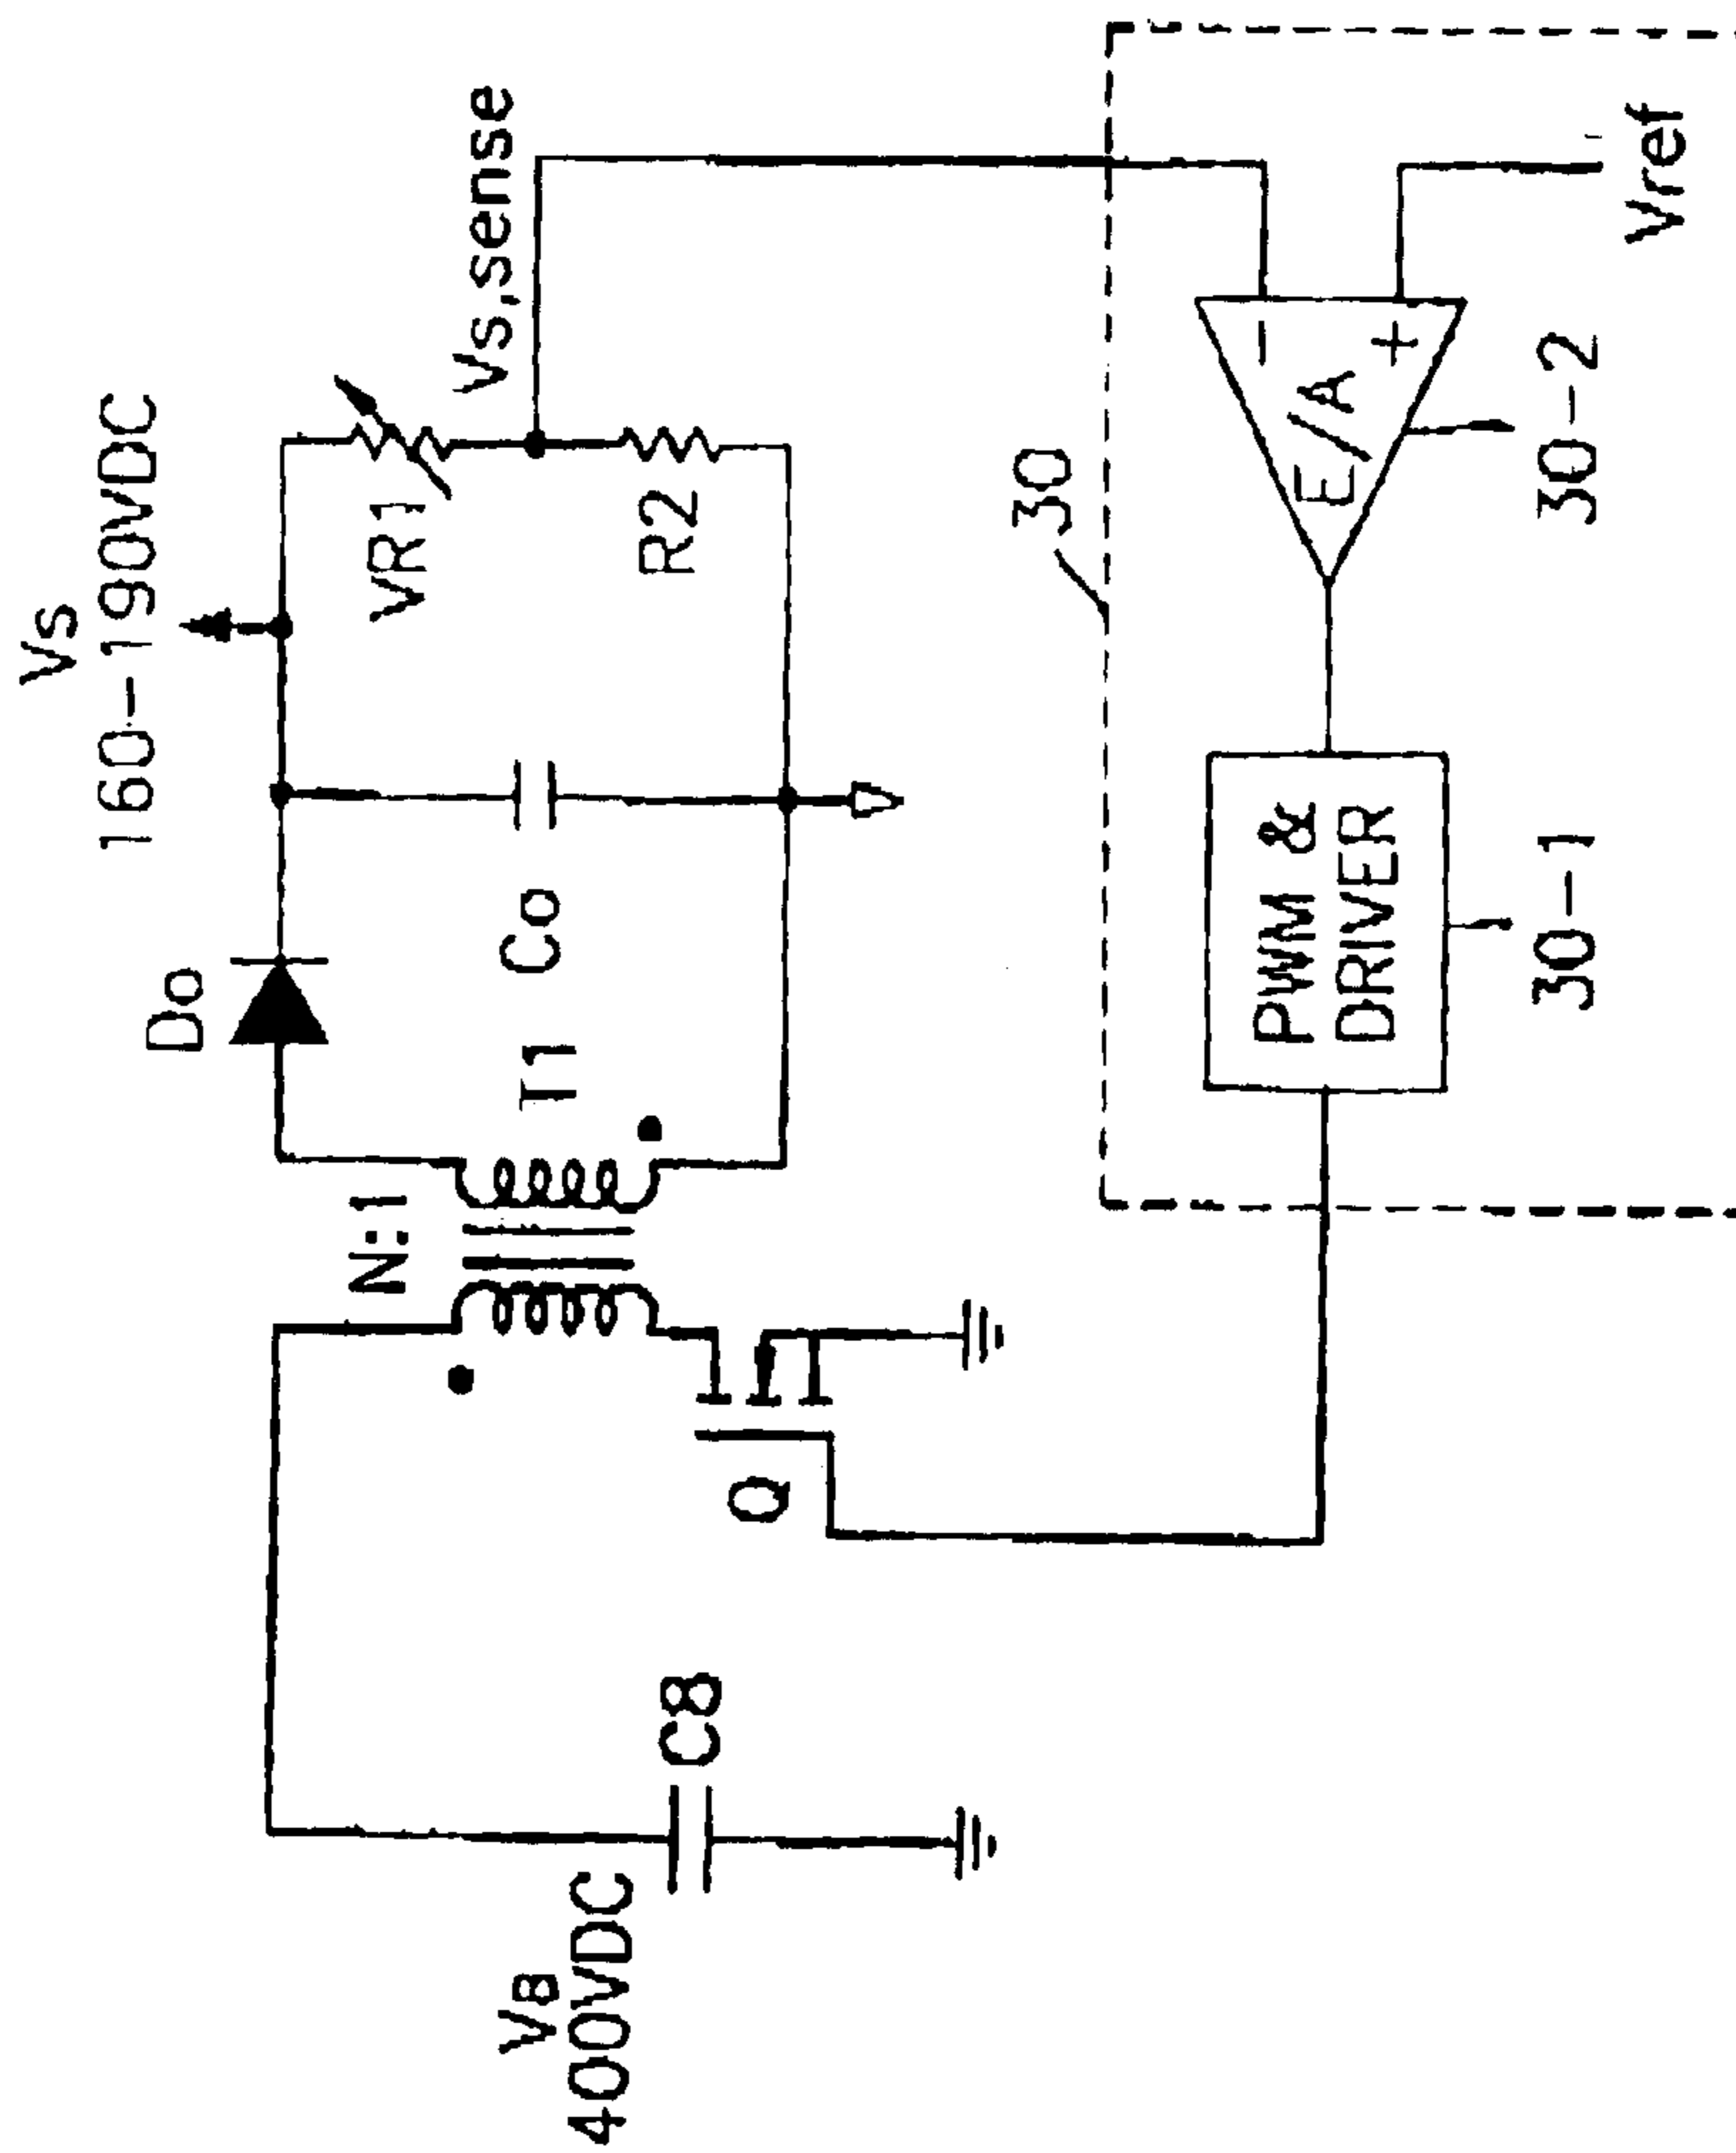 Vs
160-190VDC
Do
N:1
VR1
Vs,sense
T1
Co
R2
VB
400VDC
C8
Q
30
PWM &
DRIVER
E/A
-
+
30-1
30-2
Vref